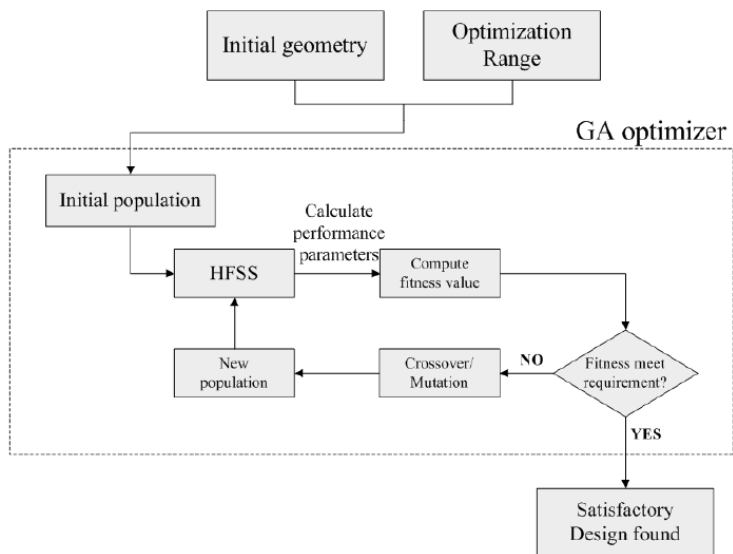 Initial geometry
Optimization
Range
GA optimizer
Initial population
Calculate
performance
parameters
HFSS
Compute
fitness value
New
population
Crossover/
Mutation
NO
Fitness meet
requirement?
YES
Satisfactory
Design found